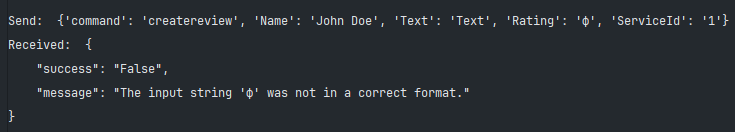 Send:  {'command': 'createreview', 'Name': 'John Doe', 'Text': 'Text', 'Rating': 'ф', 'ServiceId': '1'}
Received:  {
    "success": "False",
    "message": "The input string 'ф' was not in a correct format."
}